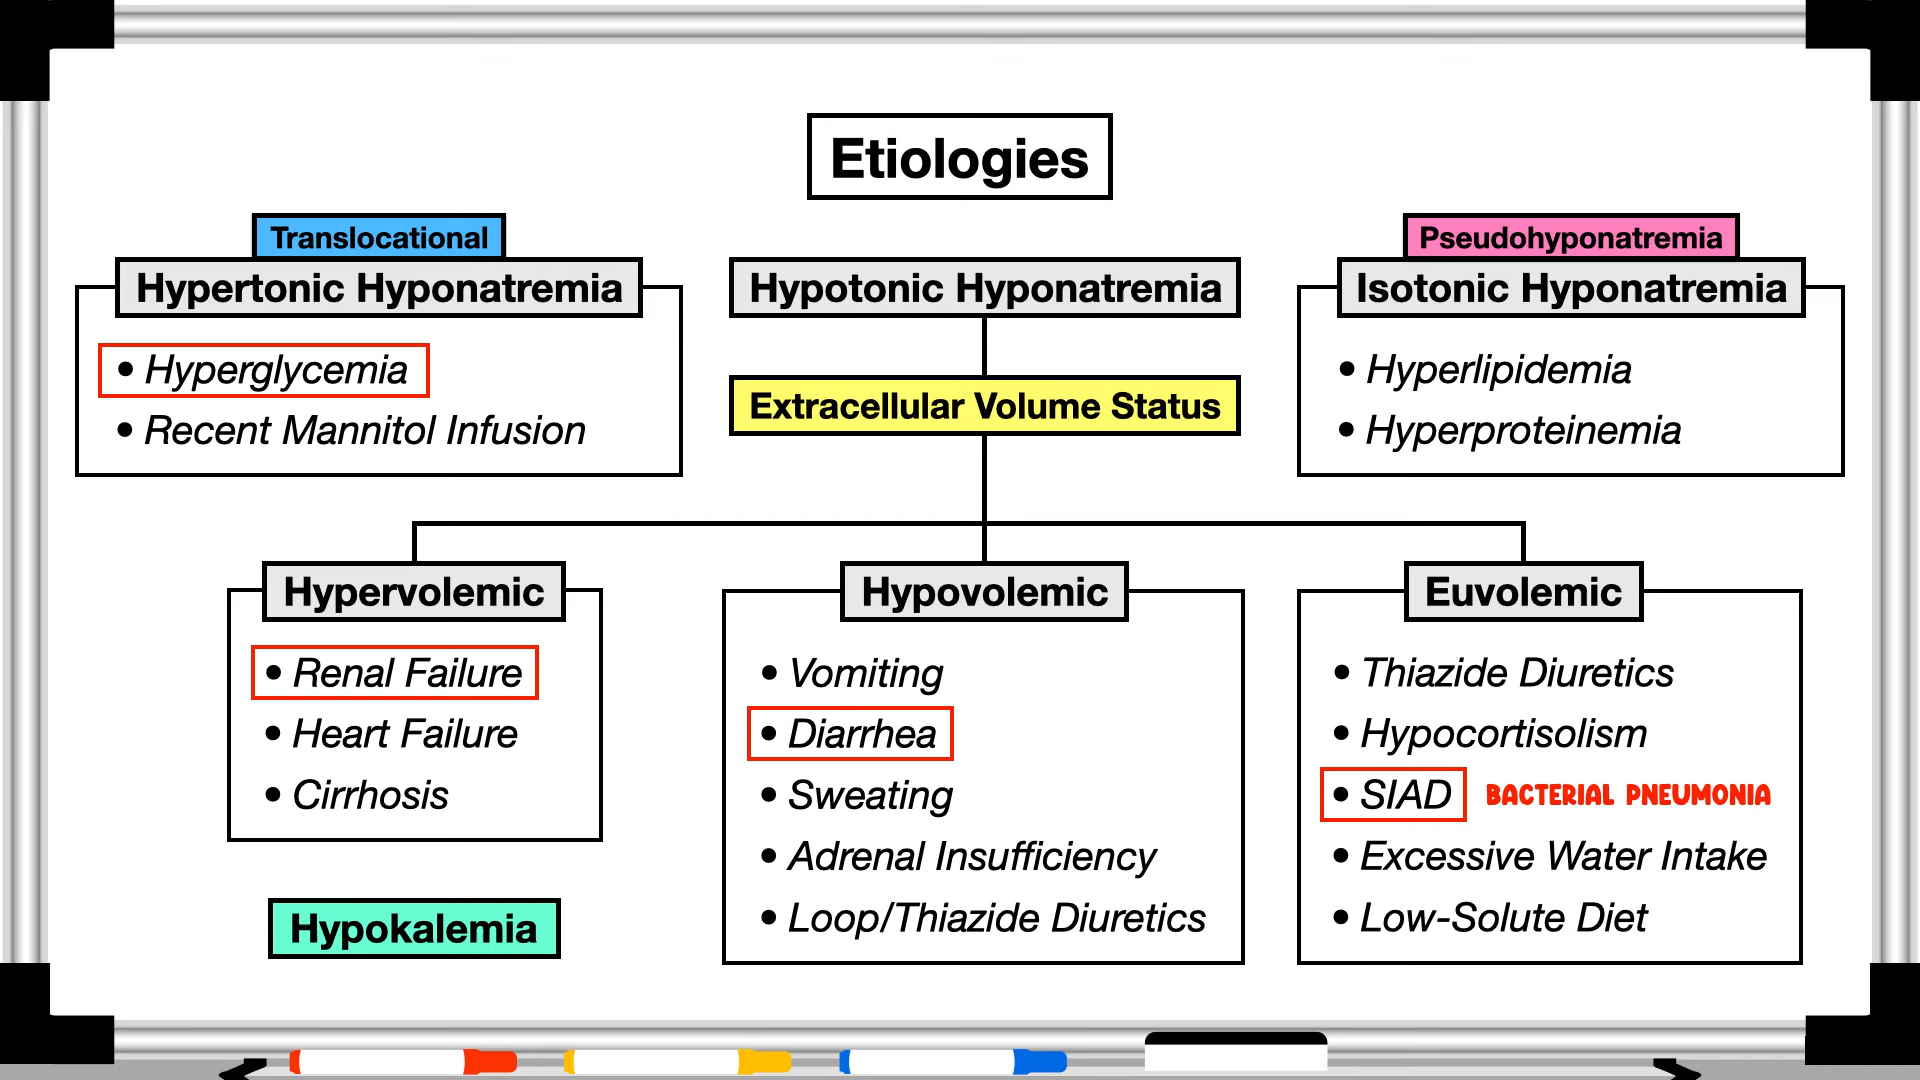 Etiologies
Translocational
Hypertonic Hyponatremia
• Hyperglycemia
• Recent Mannitol Infusion
Hypotonic Hyponatremia
Extracellular Volume Status
Pseudohyponatremia
Isotonic Hyponatremia
• Hyperlipidemia
• Hyperproteinemia
Hypervolemic
• Renal Failure
• Heart Failure
• Cirrhosis
Hypokalemia
Hypovolemic
• Vomiting
• Diarrhea
• Sweating
• Adrenal Insufficiency
• Loop/Thiazide Diuretics
Euvolemic
• Thiazide Diuretics
• Hypocortisolism
• SIAD BACTERIAL PNEUMONIA
• Excessive Water Intake
• Low-Solute Diet